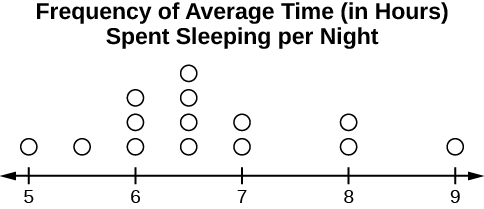 Frequency of Average Time (in Hours)
Spent Sleeping per Night
5 6 7 8 9